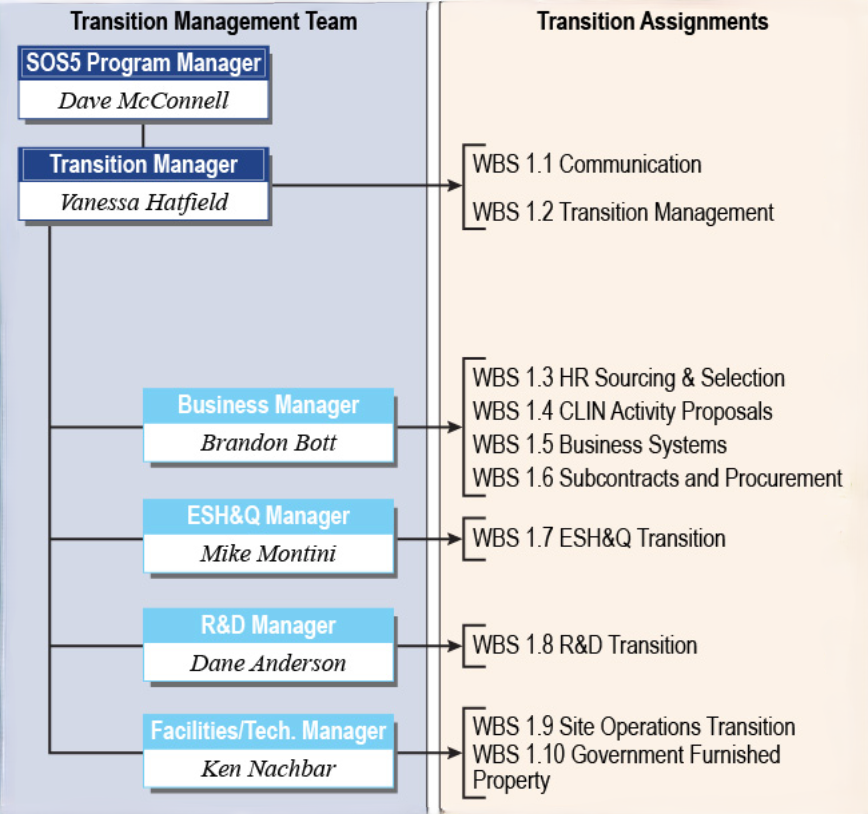 Transition Management Team
SOS5 Program Manager
Dave McConnell
Transition Manager
Vanessa Hatfield
Business Manager
Brandon Bott
ESH&Q Manager
Mike Montini
R&D Manager
Dane Anderson
Facilities/Tech. Manager
Ken Nachbar
Transition Assignments
WBS 1.1 Communication
WBS 1.2 Transition Management
WBS 1.3 HR Sourcing & Selection
WBS 1.4 CLIN Activity Proposals
WBS 1.5 Business Systems
WBS 1.6 Subcontracts and Procurement
WBS 1.7 ESH&Q Transition
WBS 1.8 R&D Transition
WBS 1.9 Site Operations Transition
WBS 1.10 Government Furnished
Property